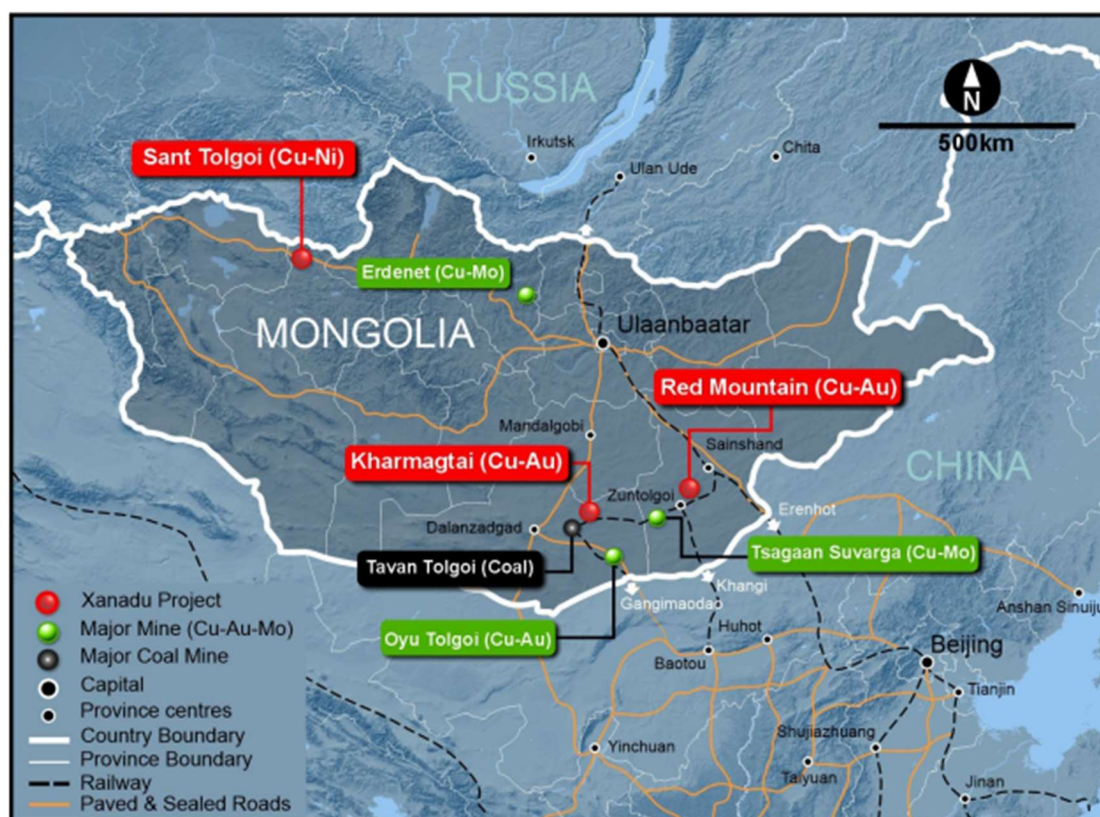 RUSSIA
N
500km
Irkutsk
Chita
Sant Tolgoi (Cu-Ni)
Ulan Ude
Erdenet (Cu-Mo)
MONGOLIA
Ulaanbaatar
Red Mountain (Cu-Au)
Mandalgobi
Sainshand
Kharmagtai (Cu-Au)
CHINA
Zuntolgoi
Erenhot
Dalanzadgad
Tsagaan Suvarga (Cu-Mo)
Tavan Tolgoi (Coal)
Khangi
Gangimaodao
Anshan Sinuiju
Oyu Tolgoi (Cu-Au)
Huhot
Baotou
Beijing
Tianjin
Shujiazhuang
Yinchuan
Taiyuan
Jinan
Xanadu Project
Major Mine (Cu-Au-Mo)
Major Coal Mine
Capital
Province centres
Country Boundary
Province Boundary
Railway
Paved & Sealed Roads